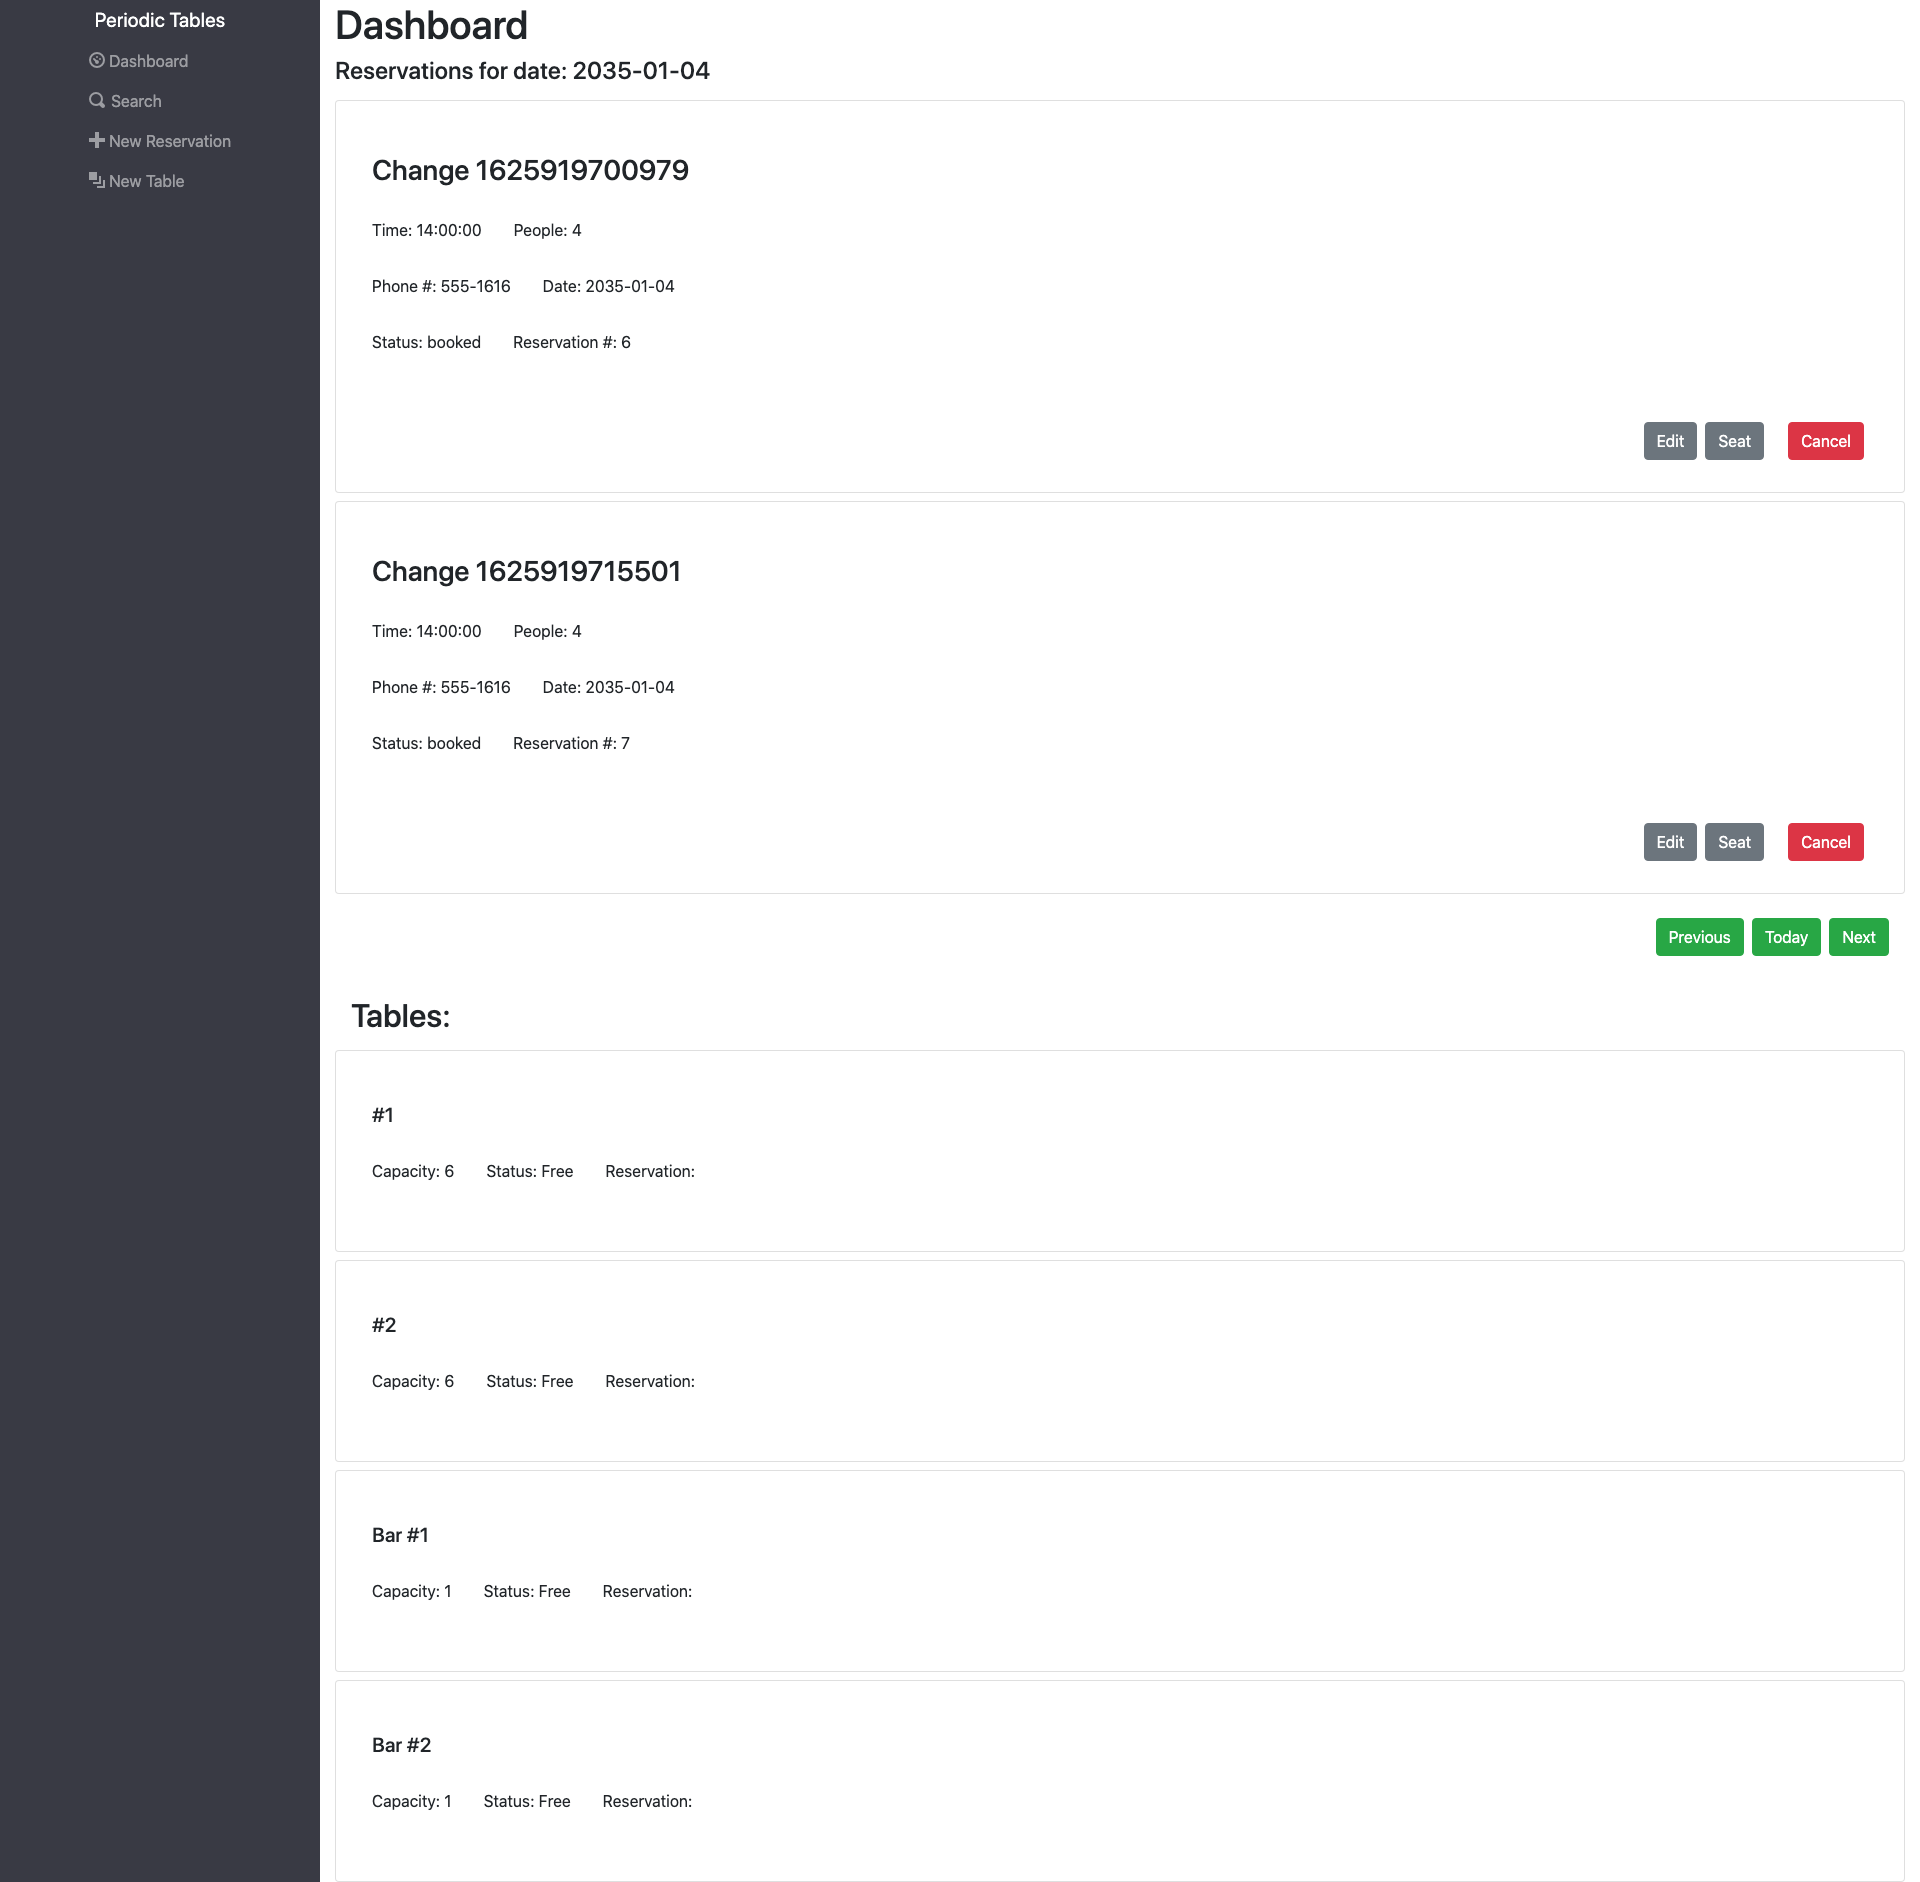 Periodic Tables
Dashboard
Search
New Reservation
New Table
Dashboard
Reservations for date: 2035-01-04
Change 1625919700979
Time: 14:00:00 People: 4
Phone #: 555-1616 Date: 2035-01-04
Status: booked Reservation #: 6
Edit Seat Cancel
Change 1625919715501
Time: 14:00:00 People: 4
Phone #: 555-1616 Date: 2035-01-04
Status: booked Reservation #: 7
Edit Seat Cancel
Previous Today Next
Tables:
#1
Capacity: 6 Status: Free Reservation:
#2
Capacity: 6 Status: Free Reservation:
Bar #1
Capacity: 1 Status: Free Reservation:
Bar #2
Capacity: 1 Status: Free Reservation: